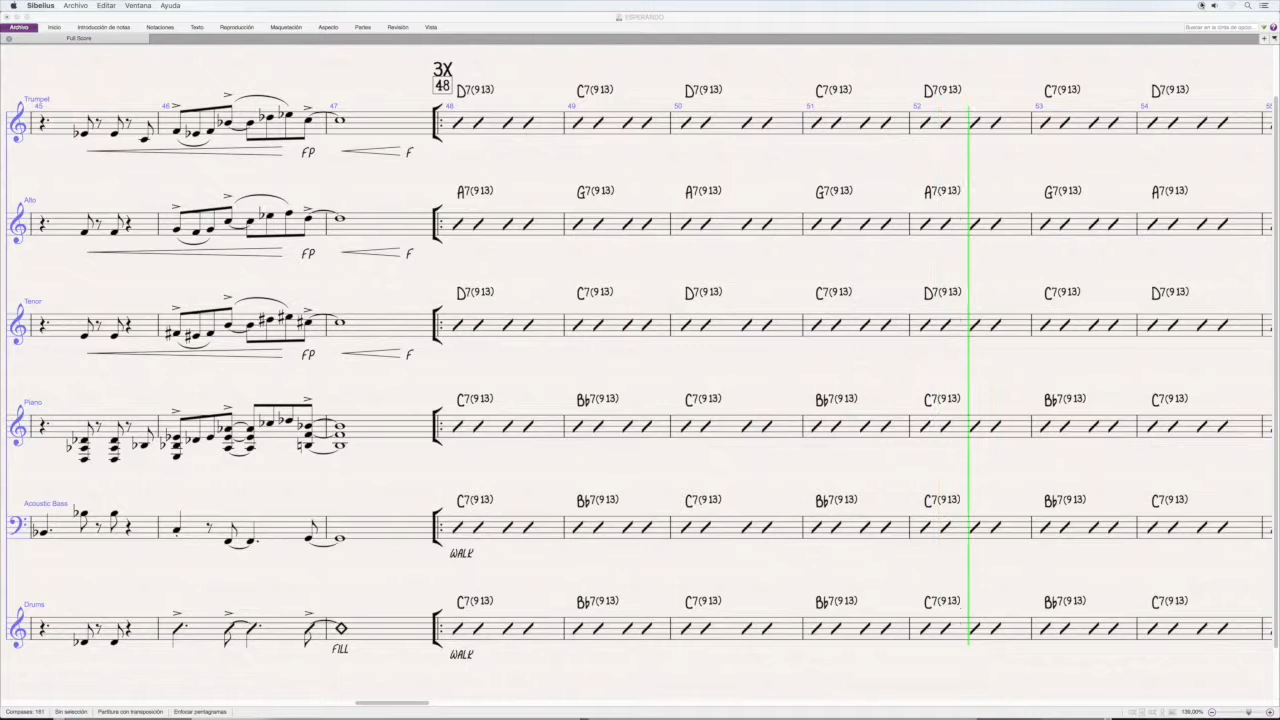 Sibelius Archivo Editar Ventana Ayuda
ESPERANDO
Archivo Inicio Introducción de notas Notaciones Texto Reproducción Maquetación Aspecto Partes Revisión Vista Buscar en la cinta de opcio...
Full Score
3X
48
D7(9 13) C7(9 13) D7(9 13) C7(9 13) D7(9 13) C7(9 13) D7(9 13)
Trumpet
45 46 47 48 49 50 51 52 53 54 55
FP F
A7(9 13) G7(9 13) A7(9 13) G7(9 13) A7(9 13) G7(9 13) A7(9 13)
Alto
FP F
D7(9 13) C7(9 13) D7(9 13) C7(9 13) D7(9 13) C7(9 13) D7(9 13)
Tenor
FP F
C7(9 13) B♭7(9 13) C7(9 13) B♭7(9 13) C7(9 13) B♭7(9 13) C7(9 13)
Piano
C7(9 13) B♭7(9 13) C7(9 13) B♭7(9 13) C7(9 13) B♭7(9 13) C7(9 13)
Acoustic Bass
WALK
C7(9 13) B♭7(9 13) C7(9 13) B♭7(9 13) C7(9 13) B♭7(9 13) C7(9 13)
Drums
FILL
WALK
Compases: 181 Sin selección Partitura con transposición Enfocar pentagramas 139,00%